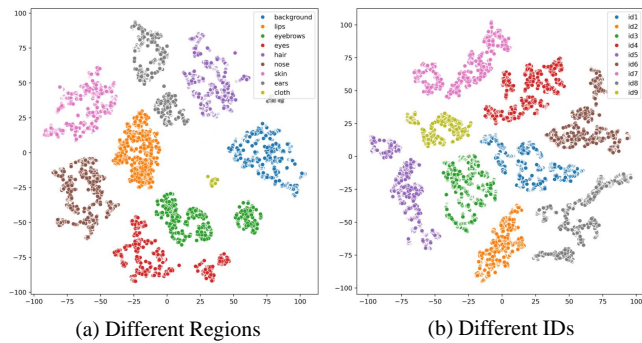 background
lips
eyebrows
eyes
hair
nose
skin
ears
cloth
100
75
50
25
0
−25
−50
−75
−100
−100 −75 −50 −25 0 25 50 75 100
(a) Different Regions
id1
id2
id3
id4
id5
id6
id7
id8
id9
100
75
50
25
0
−25
−50
−75
−100
−100 −75 −50 −25 0 25 50 75 100
(b) Different IDs